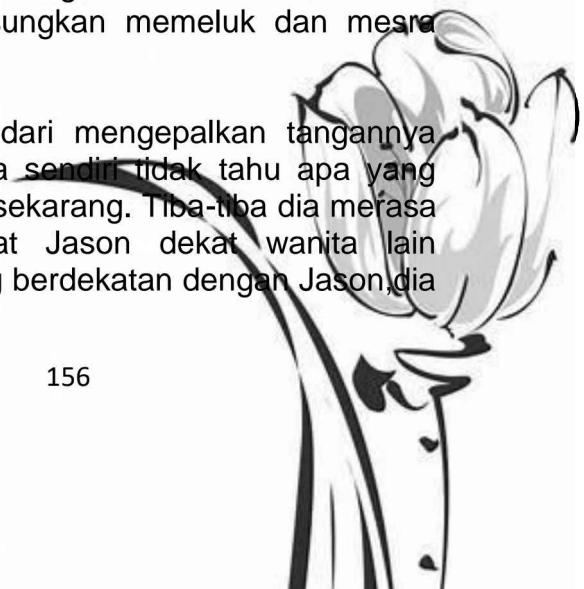 sungkan memeluk dan mesra
dari mengepalkan tangannya
a sendiri tidak tahu apa yang
sekarang. Tiba-tiba dia merasa
at Jason dekat wanita lain
g berdekatan dengan Jason,dia
156